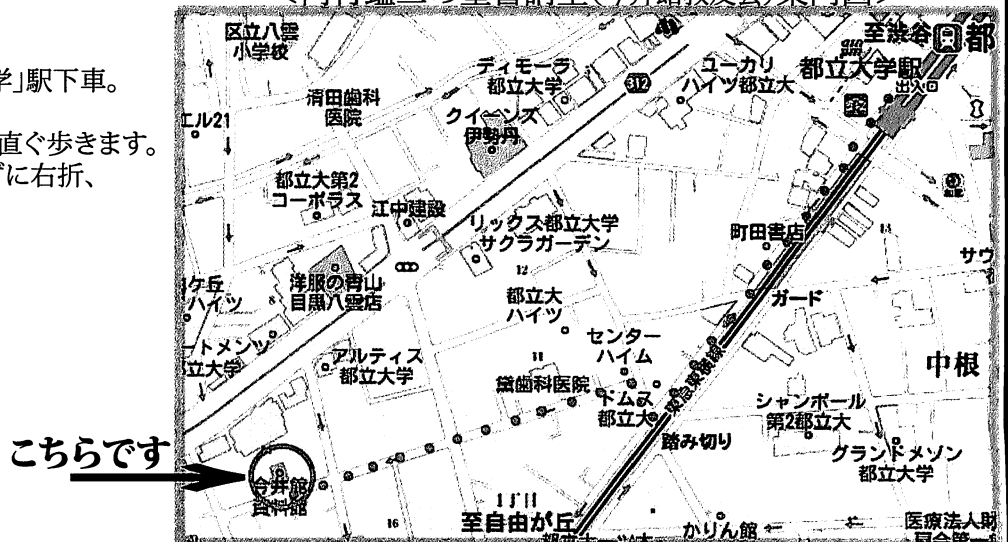 学」駅下車。
直ぐ歩きます。
ずに右折、
こちらです
区立八雲
小学校
清田歯科
医院
エル21
ディモーラ
都立大学
クイーンズ
伊勢丹
312
ユーカリ
ハイツ都立大
至渋谷
都
都立大学駅
出入口
都立大第2
コーポラス
江中建設
リックス都立大学
サクラガーデン
町田書店
13
サウ
12
洋服の青山
目黒八雲店
ケ丘
ハイツ
8
ートメンツ
都立大学
アルティス
都立大学
都立大
ハイツ
センター
ハイム
11
黛歯科医院
ドムス
都立大
ガード
東急東横線
踏み切り
中根
シャンボール
第2都立大
グランドメゾン
都立大学
今井館
資料館
16
至自由が丘
かりん館
医療法人財